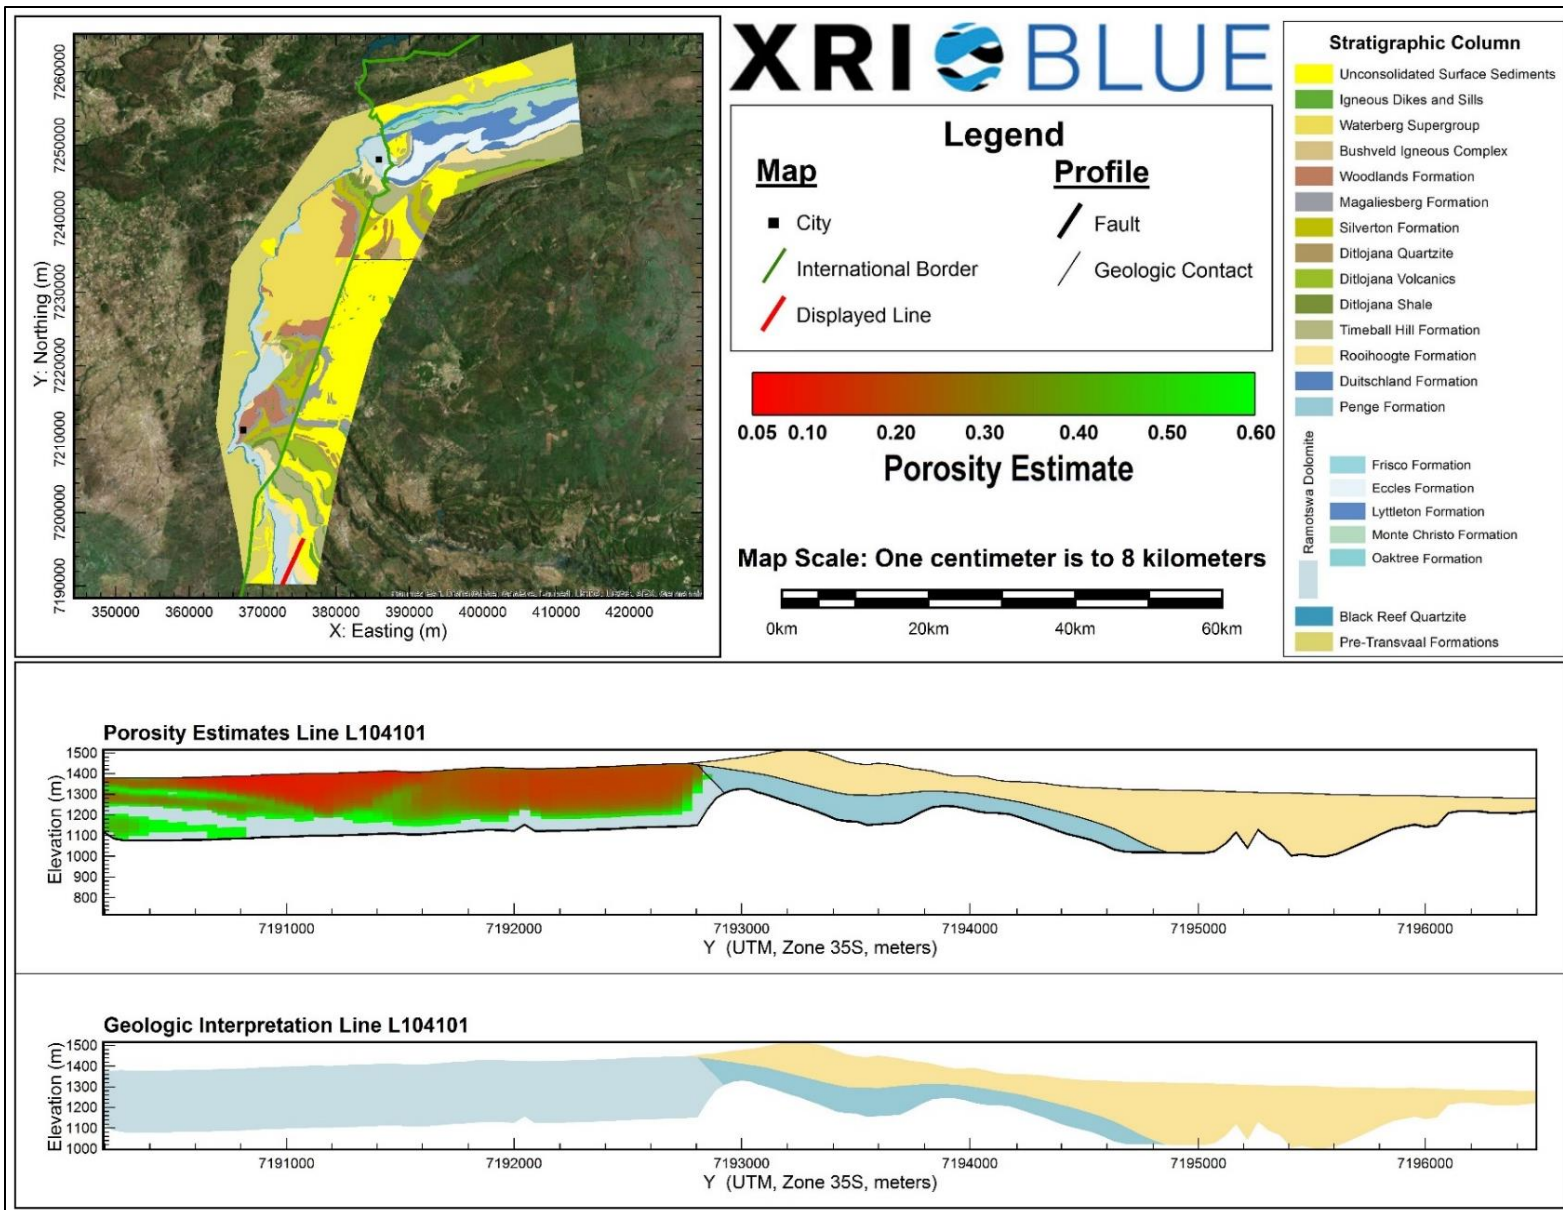 XRI BLUE
7260000
7250000
7240000
7230000
7220000
7210000
7200000
7190000
Y: Northing (m)
350000 360000 370000 380000 390000 400000 410000 420000
X: Easting (m)
Legend
Map
City
International Border
Displayed Line
Profile
Fault
Geologic Contact
0.05 0.10 0.20 0.30 0.40 0.50 0.60
Porosity Estimate
Map Scale: One centimeter is to 8 kilometers
0km 20km 40km 60km
Stratigraphic Column
Unconsolidated Surface Sediments
Igneous Dikes and Sills
Waterberg Supergroup
Bushveld Igneous Complex
Woodlands Formation
Magaliesberg Formation
Silverton Formation
Ditlojana Quartzite
Ditlojana Volcanics
Ditlojana Shale
Timeball Hill Formation
Rooihoogte Formation
Duitschland Formation
Penge Formation
Ramotswa Dolomite
Frisco Formation
Eccles Formation
Lyttleton Formation
Monte Christo Formation
Oaktree Formation
Black Reef Quartzite
Pre-Transvaal Formations
Porosity Estimates Line L104101
Elevation (m)
1500
1400
1300
1200
1100
1000
900
800
7191000 7192000 7193000 7194000 7195000 7196000
Y (UTM, Zone 35S, meters)
Geologic Interpretation Line L104101
Elevation (m)
1500
1400
1300
1200
1100
1000
7191000 7192000 7193000 7194000 7195000 7196000
Y (UTM, Zone 35S, meters)